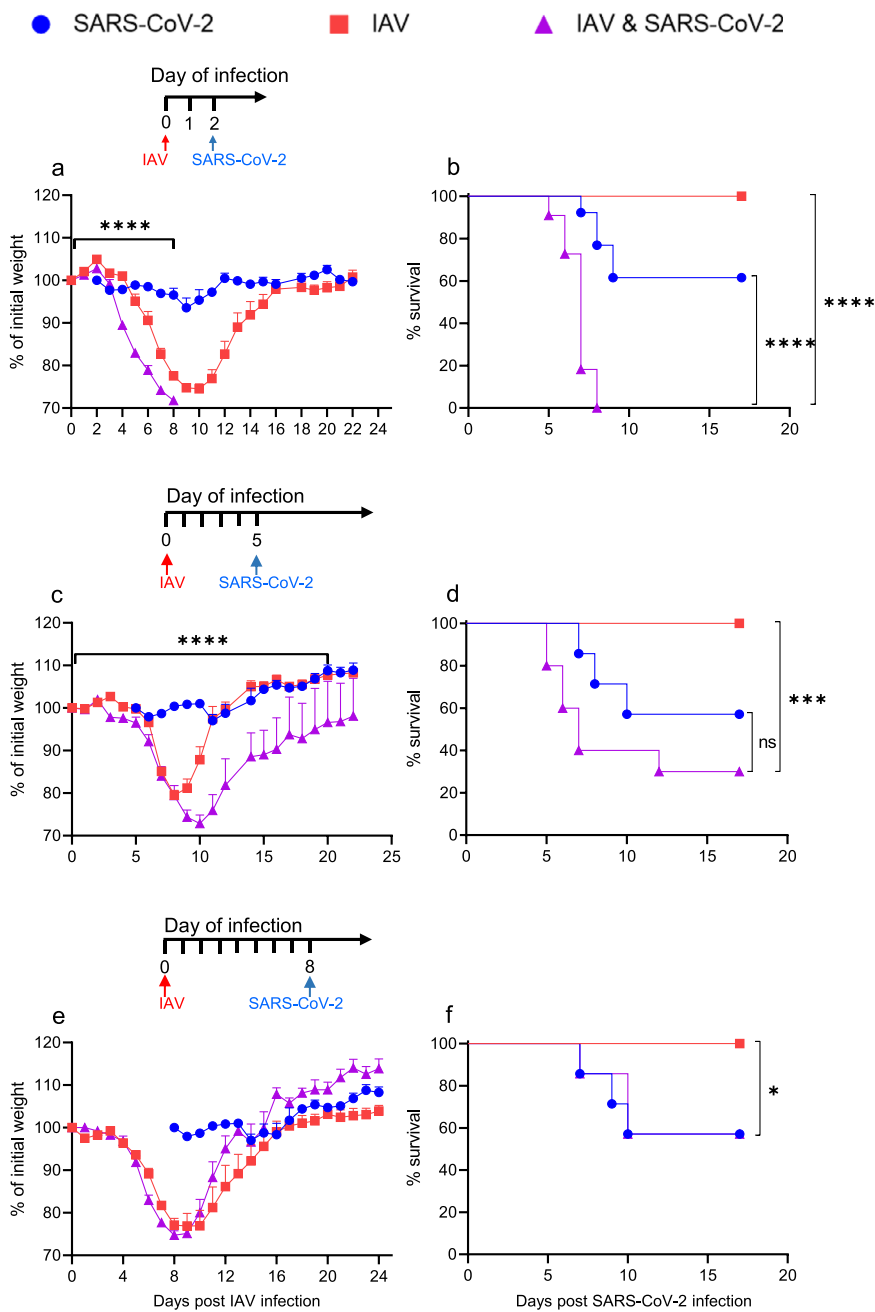 SARS-CoV-2 IAV IAV & SARS-CoV-2
Day of infection
0 1 2
IAV SARS-CoV-2
a
120
110
100
90
80
70
% of initial weight
****
0 2 4 6 8 10 12 14 16 18 20 22 24
b
100
80
60
40
20
0
% survival
0 5 10 15 20
****
****
Day of infection
0 5
IAV SARS-CoV-2
c
120
110
100
90
80
70
% of initial weight
****
0 5 10 15 20 25
d
100
80
60
40
20
0
% survival
0 5 10 15 20
ns
***
Day of infection
0 8
IAV SARS-CoV-2
e
120
110
100
90
80
70
% of initial weight
0 4 8 12 16 20 24
Days post IAV infection
f
100
80
60
40
20
0
% survival
*
0 5 10 15 20
Days post SARS-CoV-2 infection